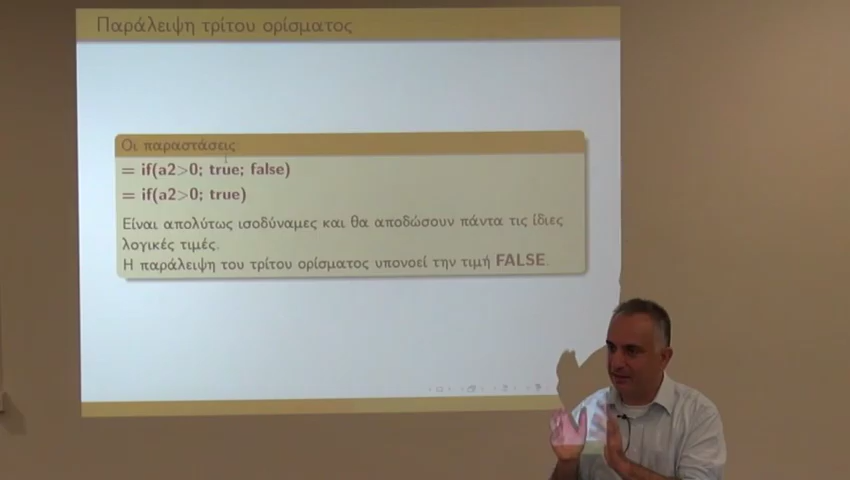 Παράλειψη τρίτου ορίσματος
Οι παραστάσεις:
= if(a2>0; true; false)
= if(a2>0; true)
Είναι απολύτως ισοδύναμες και θα αποδώσουν πάντα τις ίδιες
λογικές τιμές.
Η παράλειψη του τρίτου ορίσματος υπονοεί την τιμή FALSE.